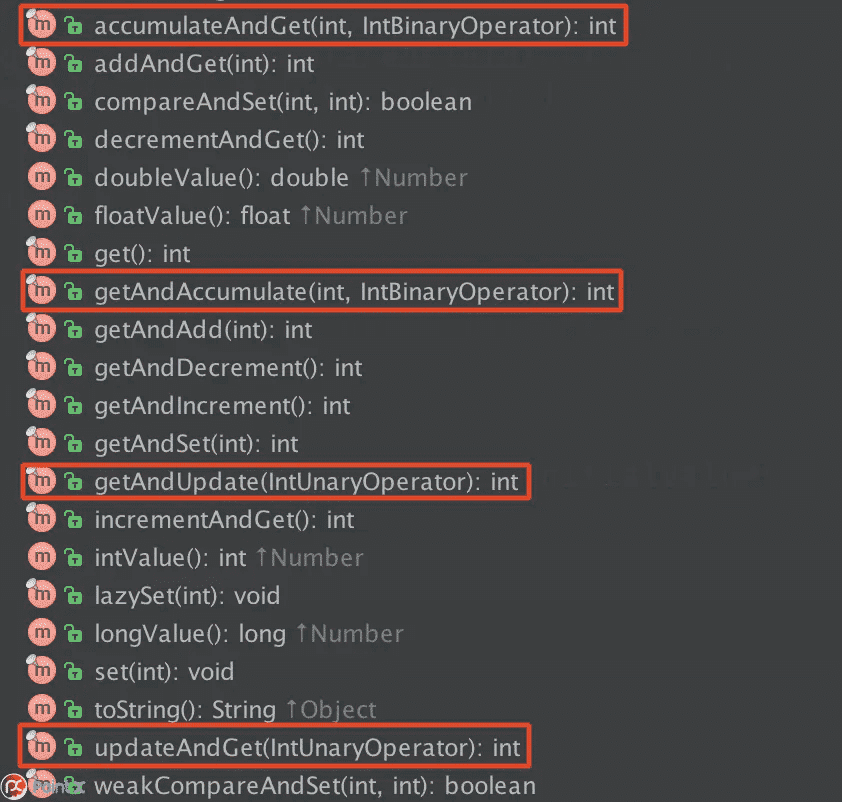 accumulateAndGet(int, IntBinaryOperator): int
addAndGet(int): int
compareAndSet(int, int): boolean
decrementAndGet(): int
doubleValue(): double ↑Number
floatValue(): float ↑Number
get(): int
getAndAccumulate(int, IntBinaryOperator): int
getAndAdd(int): int
getAndDecrement(): int
getAndIncrement(): int
getAndSet(int): int
getAndUpdate(IntUnaryOperator): int
incrementAndGet(): int
intValue(): int ↑Number
lazySet(int): void
longValue(): long ↑Number
set(int): void
toString(): String ↑Object
updateAndGet(IntUnaryOperator): int
weakCompareAndSet(int, int): boolean